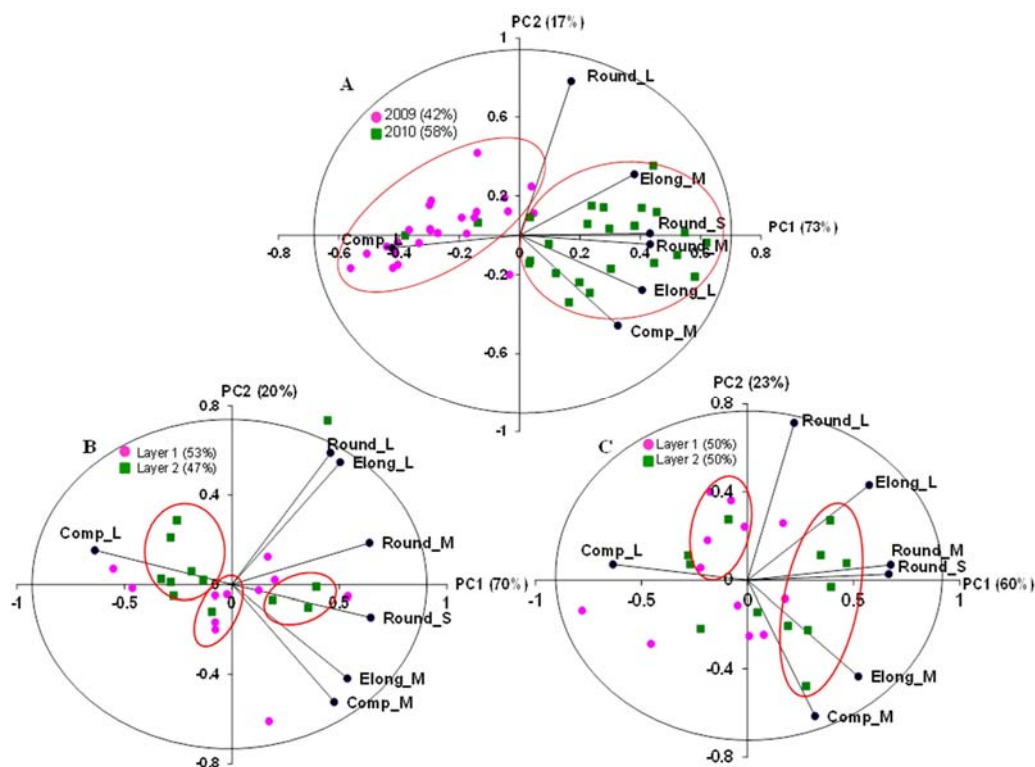 PC2 (17%)
1
Round_L
A
2009 (42%)
2010 (58%)
0.6
Elong_M
0.2
Round_S
PC1 (73%)
Comp_L
Round_M
-0.8 -0.6 -0.4 -0.2 0 0.2 0.4 0.6 0.8
-0.2
Elong_L
Comp_M
-0.6
-1
PC2 (20%)
0.8
B
Layer 1 (53%)
Layer 2 (47%)
Round_L
Elong_L
0.4
Comp_L
Round_M
0
PC1 (70%)
-1 -0.5 0 0.5 1
Round_S
-0.4
Elong_M
Comp_M
-0.8
PC2 (23%)
0.8
C
Round_L
Layer 1 (50%)
Layer 2 (50%)
0.4
Elong_L
Comp_L
Round_M
Round_S
0
PC1 (60%)
-1 -0.5 0 0.5 1
-0.4
Elong_M
Comp_M
-0.8